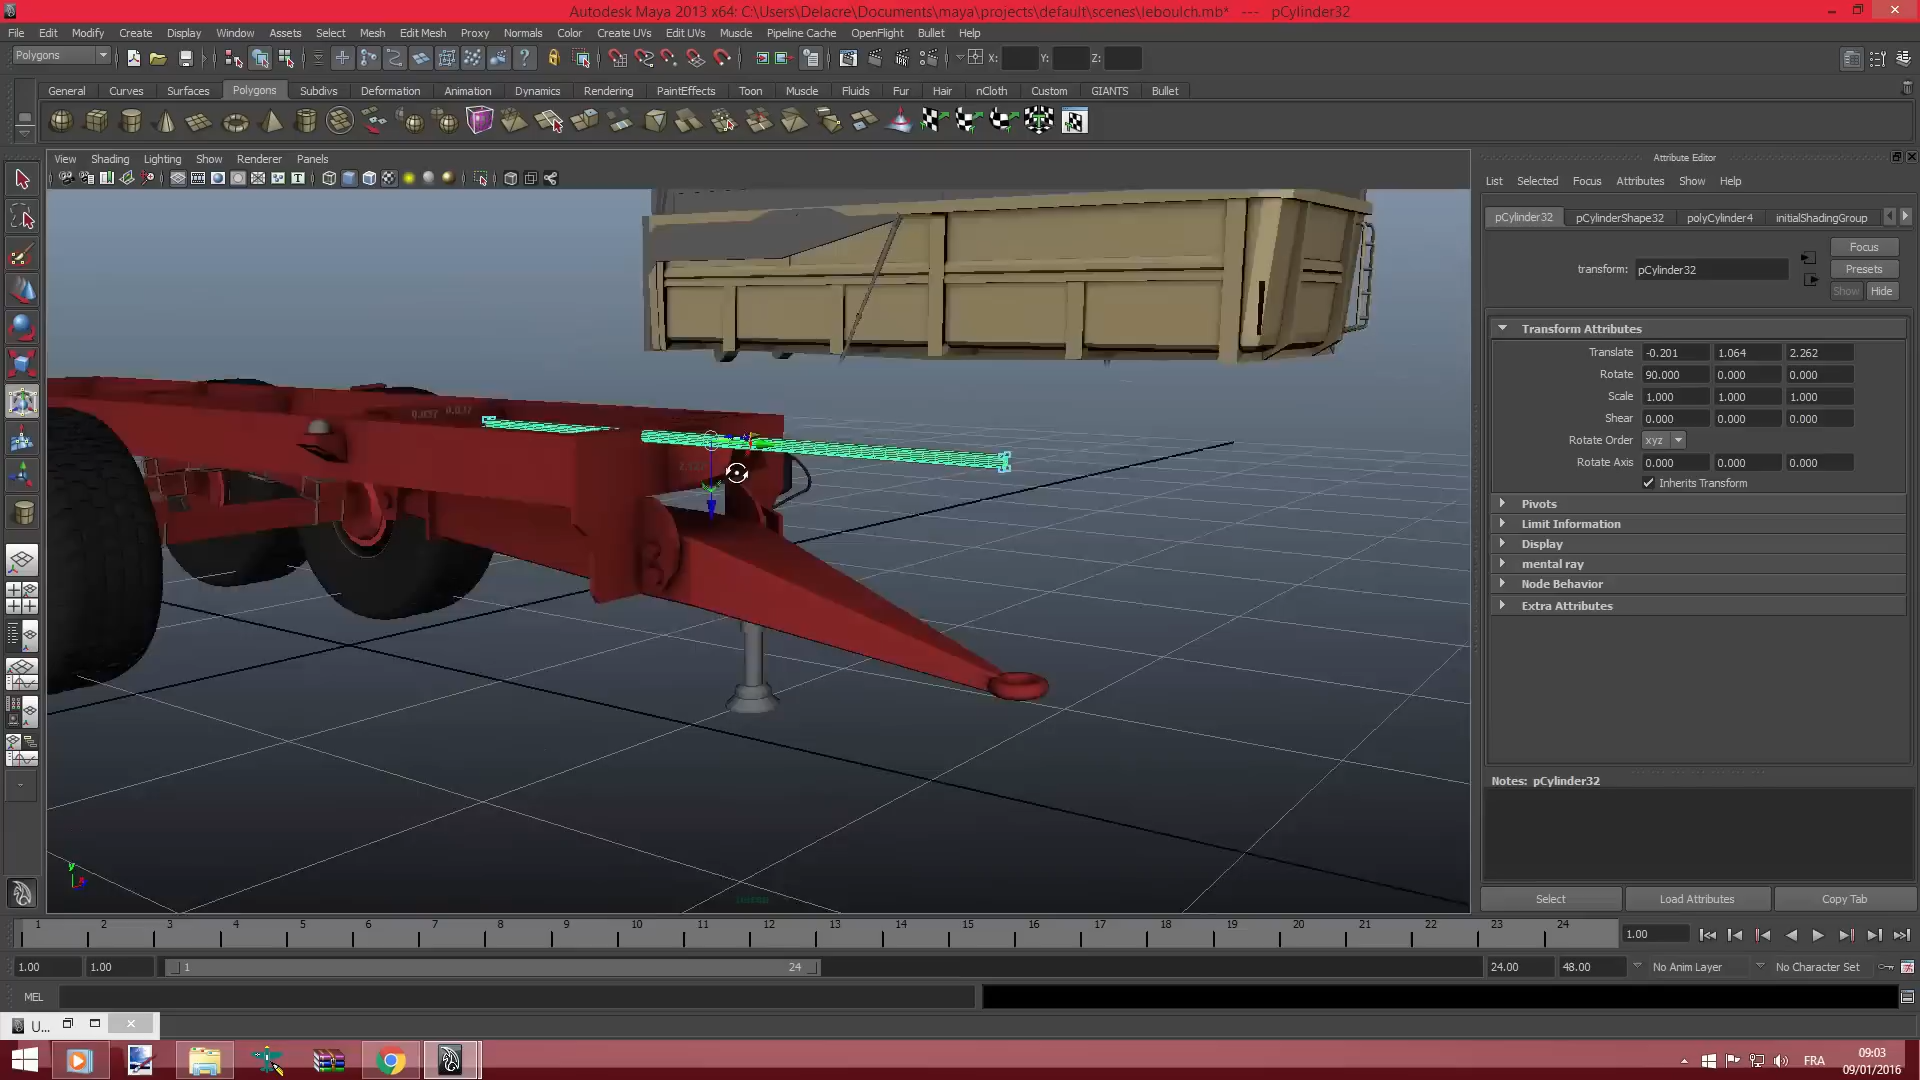 Autodesk Maya 2013 x64: C:\Users\Delacre\Documents\maya\projects\default\scenes\leboulch.mb* --- pCylinder32
File Edit Modify Create Display Window Assets Select Mesh Edit Mesh Proxy Normals Color Create UVs Edit UVs Muscle Pipeline Cache OpenFlight Bullet Help
Polygons X: Y: Z:
General Curves Surfaces Polygons Subdivs Deformation Animation Dynamics Rendering PaintEffects Toon Muscle Fluids Fur Hair nCloth Custom GIANTS Bullet
View Shading Lighting Show Renderer Panels
Attribute Editor
List Selected Focus Attributes Show Help
pCylinder32 pCylinderShape32 polyCylinder4 initialShadingGroup
Focus
transform: pCylinder32
Presets
Show Hide
Transform Attributes
Translate -0.201 1.064 2.262
Rotate 90.000 0.000 0.000
Scale 1.000 1.000 1.000
Shear 0.000 0.000 0.000
Rotate Order xyz
Rotate Axis 0.000 0.000 0.000
Inherits Transform
Pivots
Limit Information
Display
mental ray
Node Behavior
Extra Attributes
Notes: pCylinder32
Select Load Attributes Copy Tab
y
1 2 3 4 5 6 7 8 9 10 11 12 13 14 15 16 17 18 19 20 21 22 23 24 1.00
1.00 1.00 1 24 24.00 48.00 No Anim Layer No Character Set
MEL
U...
FRA
09:03
09/01/2016